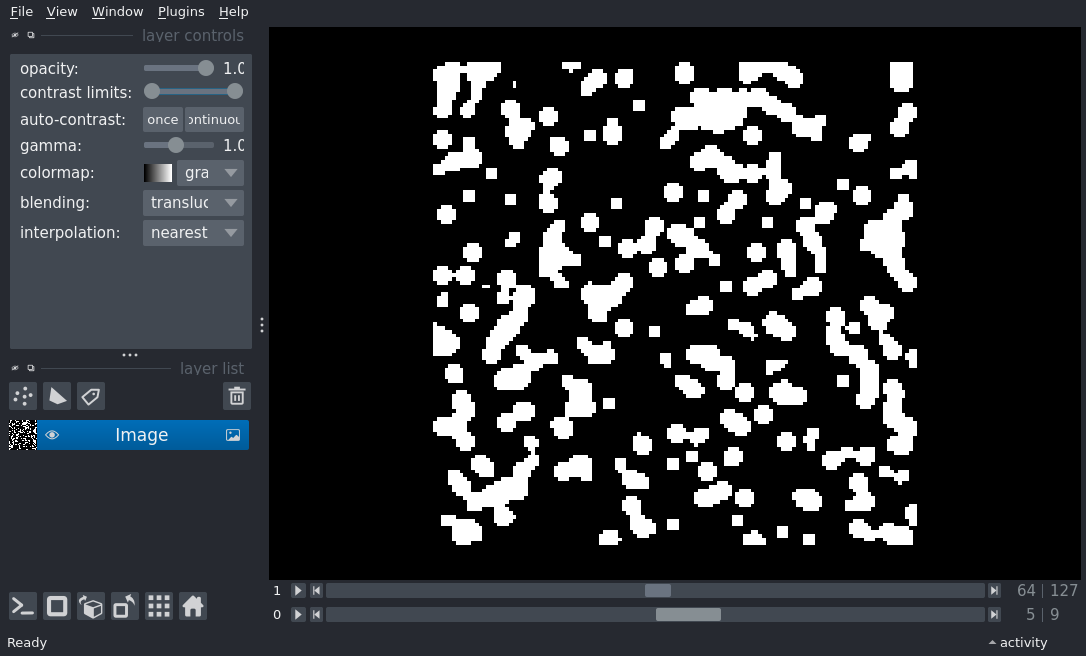 File View Window Plugins Help
layer controls
opacity: 1.0
contrast limits:
auto-contrast: once ontinuou
gamma: 1.0
colormap: gra
blending: transluc
interpolation: nearest
layer list
Image
1 64 | 127
0 5 | 9
Ready activity